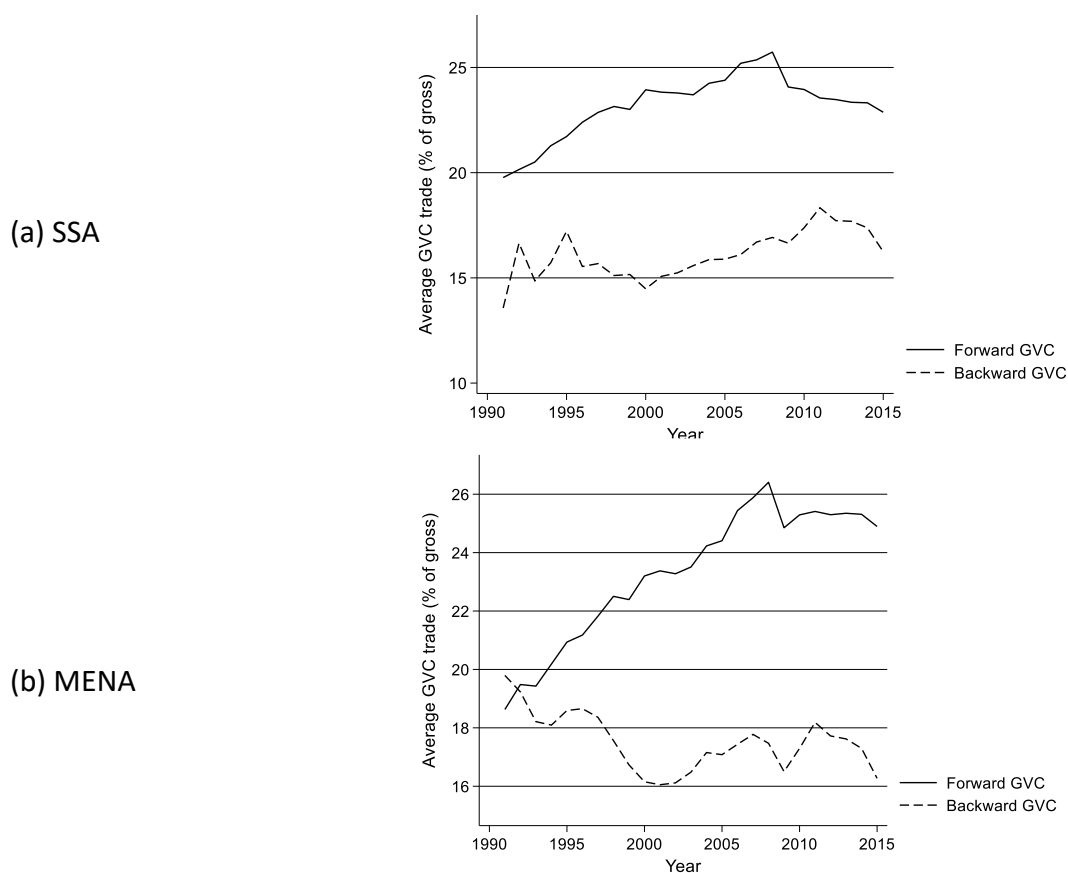 (a) SSA
Average GVC trade (% of gross)
25
20
15
10
1990 1995 2000 2005 2010 2015
Year
Forward GVC
Backward GVC
(b) MENA
Average GVC trade (% of gross)
26
24
22
20
18
16
1990 1995 2000 2005 2010 2015
Year
Forward GVC
Backward GVC